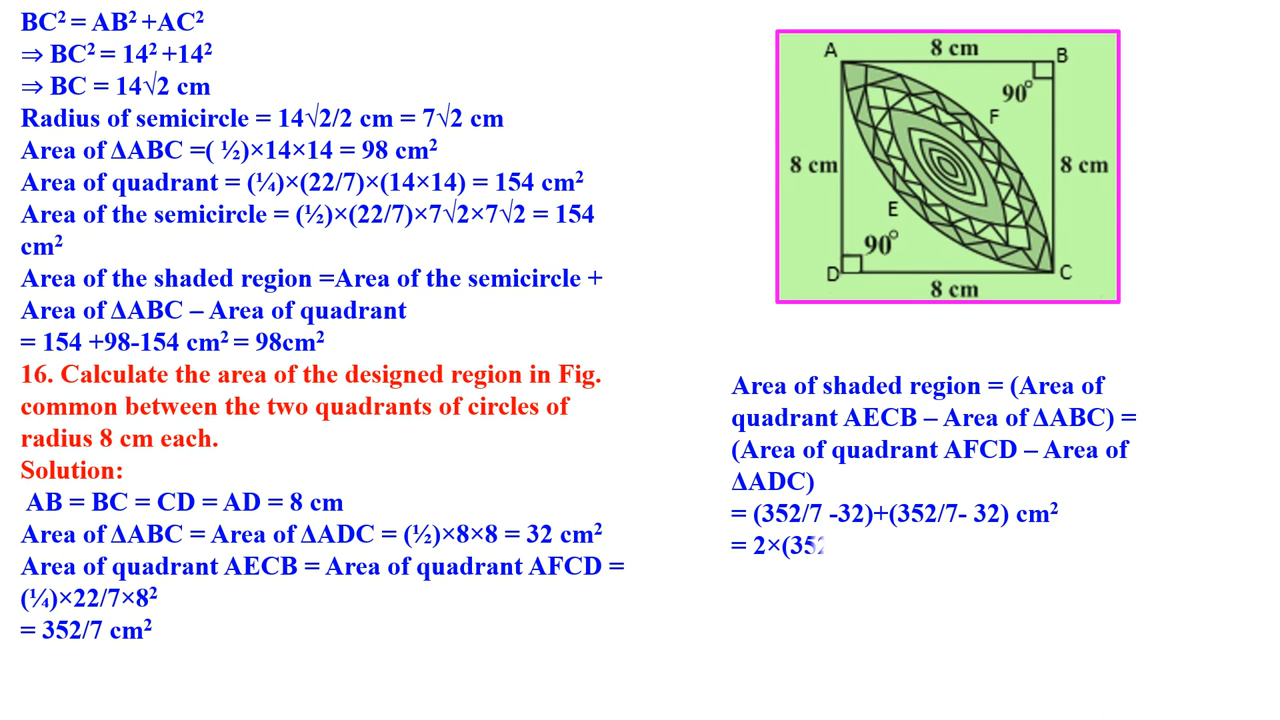 BC² = AB² +AC²
⇒ BC² = 14² +14²
⇒ BC = 14√2 cm
Radius of semicircle = 14√2/2 cm = 7√2 cm
Area of ΔABC =( ½)×14×14 = 98 cm²
Area of quadrant = (¼)×(22/7)×(14×14) = 154 cm²
Area of the semicircle = (½)×(22/7)×7√2×7√2 = 154
cm²
Area of the shaded region =Area of the semicircle +
Area of ΔABC – Area of quadrant
= 154 +98-154 cm² = 98cm²
16. Calculate the area of the designed region in Fig.
common between the two quadrants of circles of
radius 8 cm each.
Solution:
AB = BC = CD = AD = 8 cm
Area of ΔABC = Area of ΔADC = (½)×8×8 = 32 cm²
Area of quadrant AECB = Area of quadrant AFCD =
(¼)×22/7×8²
= 352/7 cm²
A 8 cm B
90°
F
8 cm 8 cm
E
90°
D C
8 cm
Area of shaded region = (Area of
quadrant AECB – Area of ΔABC) =
(Area of quadrant AFCD – Area of
ΔADC)
= (352/7 -32)+(352/7- 32) cm²
= 2×(352